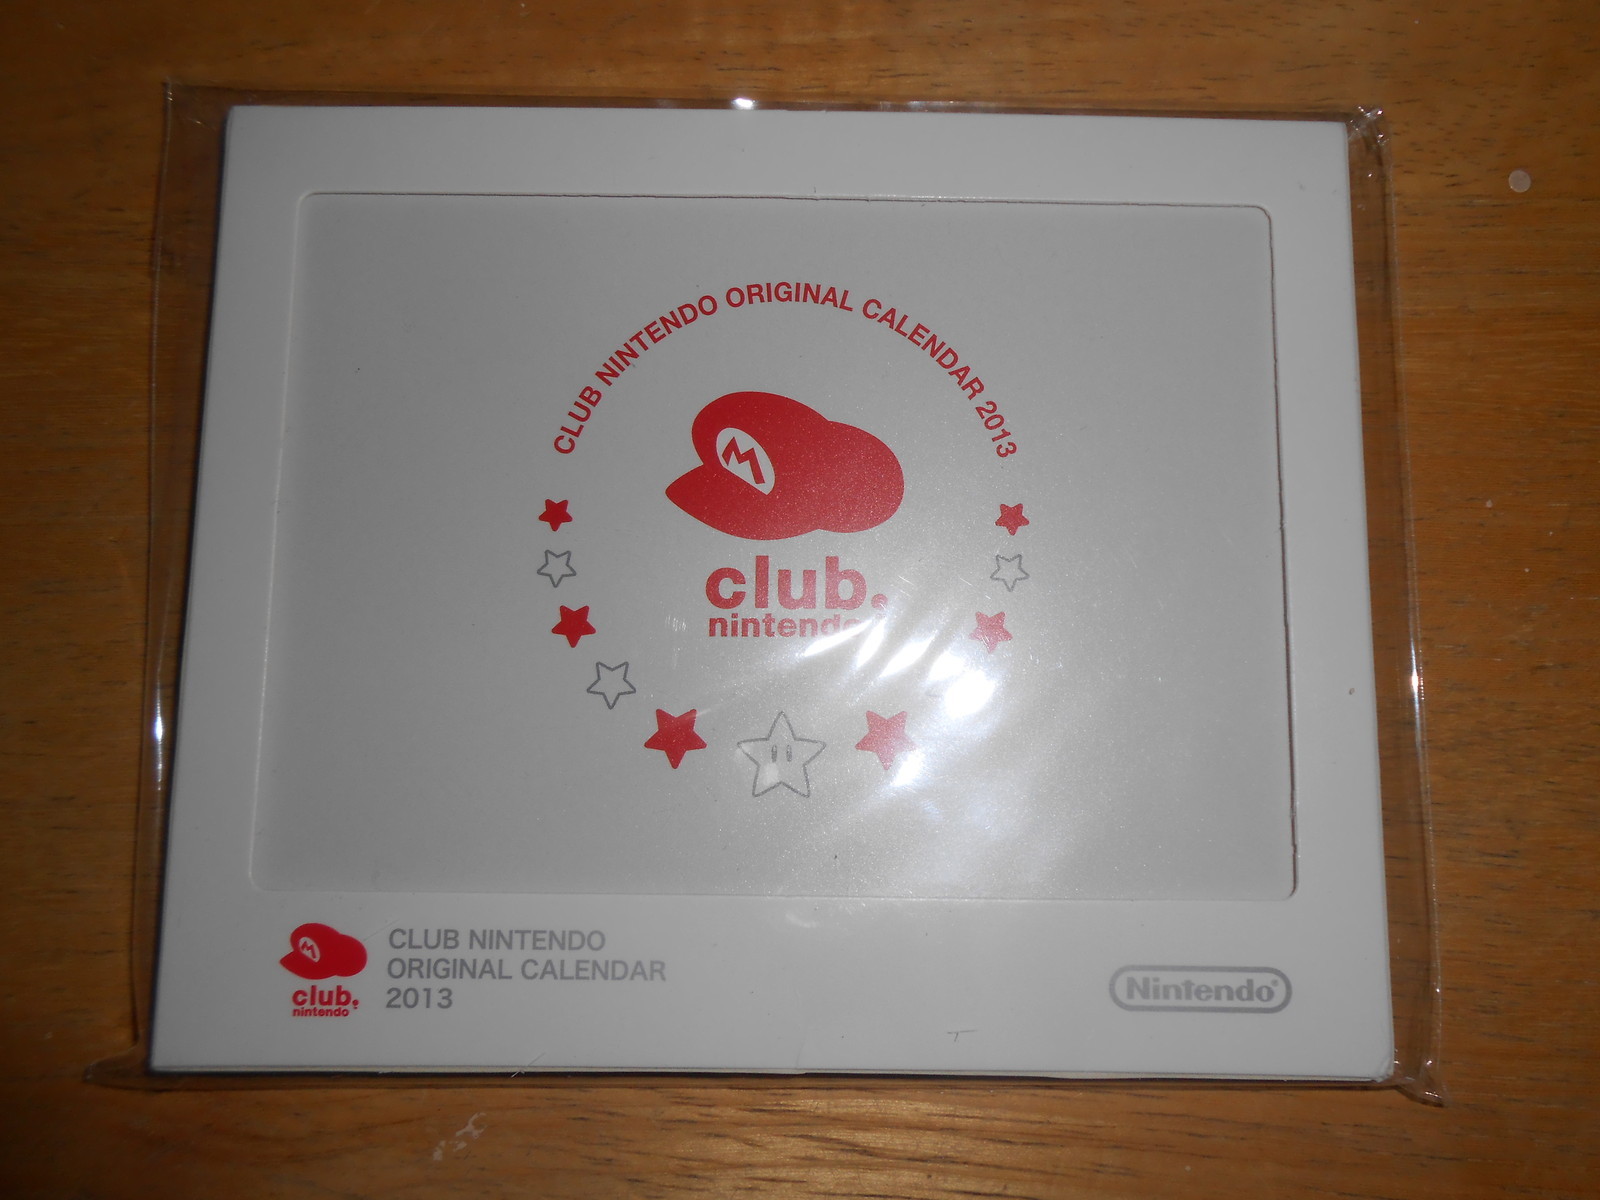 CLUB NINTENDO ORIGINAL CALENDAR 2013
M
club.
nintendo
M
club.
nintendo
CLUB NINTENDO
ORIGINAL CALENDAR
2013
Nintendo®